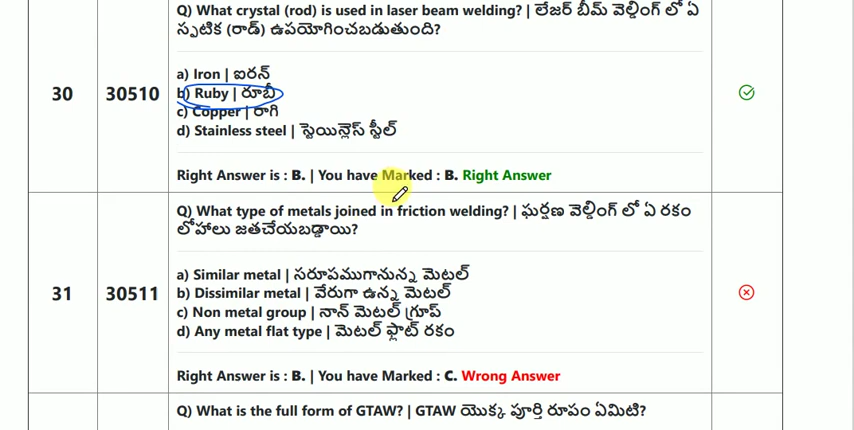 Q) What crystal (rod) is used in laser beam welding? | లేజర్ బీమ్ వెల్డింగ్ లో ఏ
స్ఫటిక (రాడ్) ఉపయోగించబడుతుంది?
a) Iron | ఐరన్
30
30510
b) Ruby | రూబీ
c) Copper | రాగి
d) Stainless steel | స్టెయిన్లెస్ స్టీల్
Right Answer is : B. | You have Marked : B. Right Answer
Q) What type of metals joined in friction welding? | ఘర్షణ వెల్డింగ్ లో ఏ రకం
లోహాలు జతచేయబడ్డాయి?
a) Similar metal | సరూపముగానున్న మెటల్
31
30511
b) Dissimilar metal | వేరుగా ఉన్న మెటల్
c) Non metal group | నాన్ మెటల్ గ్రూప్
d) Any metal flat type | మెటల్ ఫ్లాట్ రకం
Right Answer is : B. | You have Marked : C. Wrong Answer
Q) What is the full form of GTAW? | GTAW యొక్క పూర్తి రూపం ఏమిటి?